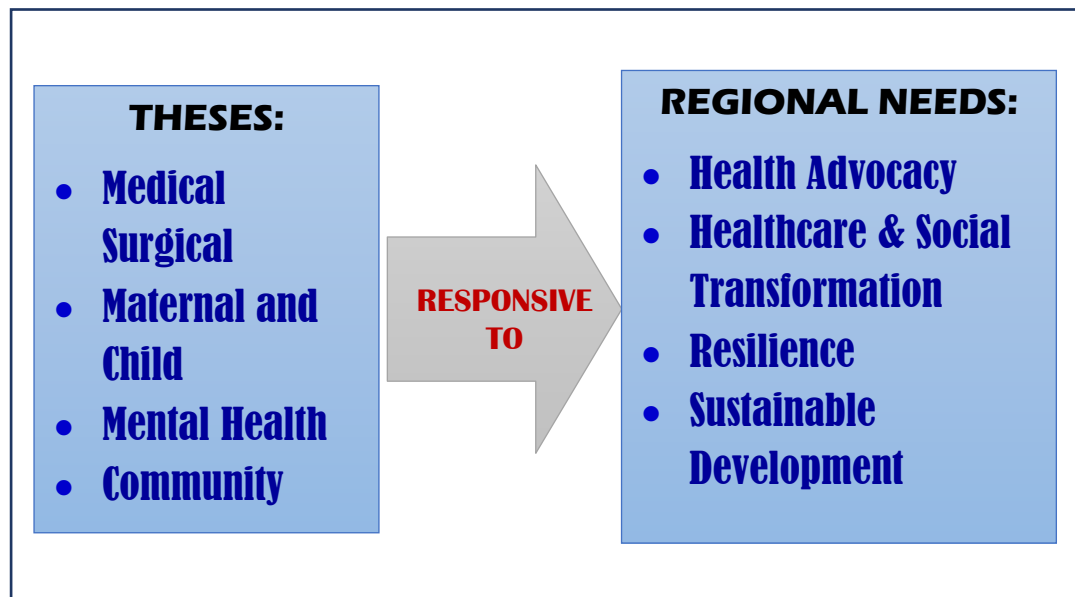 THESES:
● Medical
Surgical
● Maternal and
Child
● Mental Health
● Community
RESPONSIVE
TO
REGIONAL NEEDS:
● Health Advocacy
● Healthcare & Social
Transformation
● Resilience
● Sustainable
Development